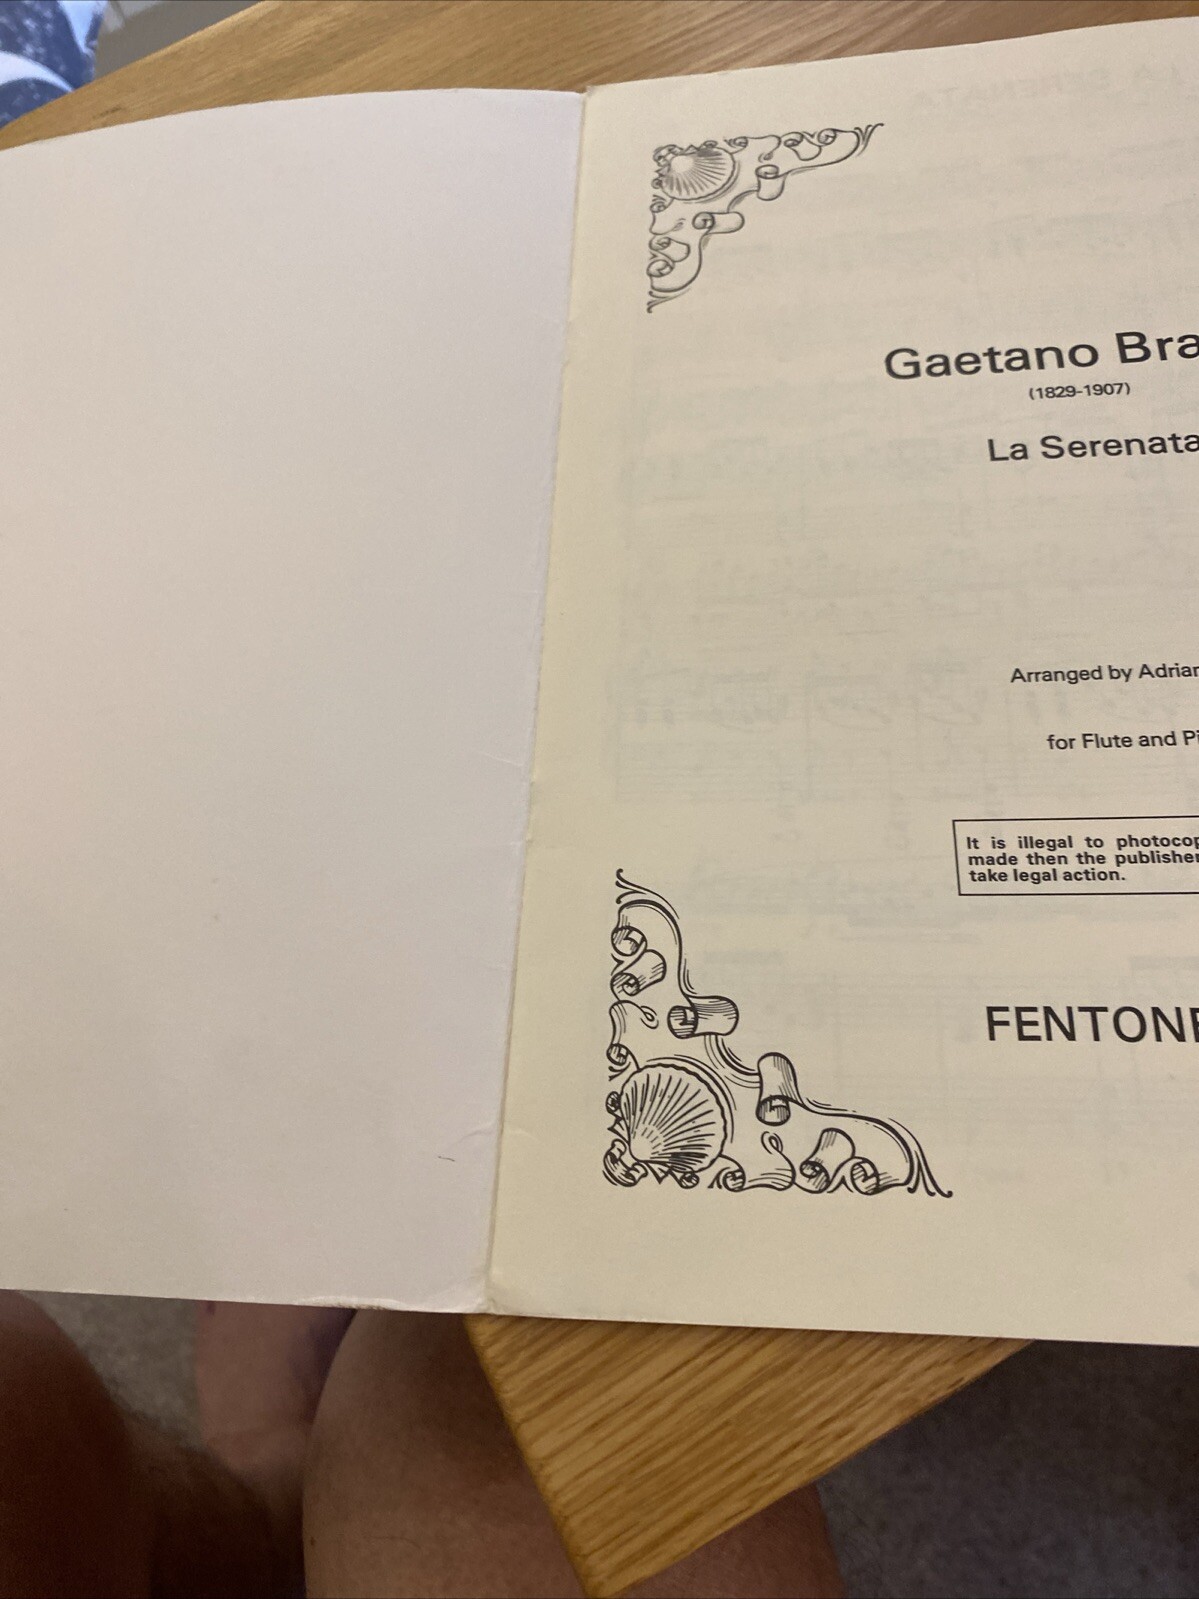 Gaetano Bra
(1829-1907)
La Serenata
Arranged by Adrian
for Flute and Pi
It is illegal to photocop
made then the publisher
take legal action.
FENTONE